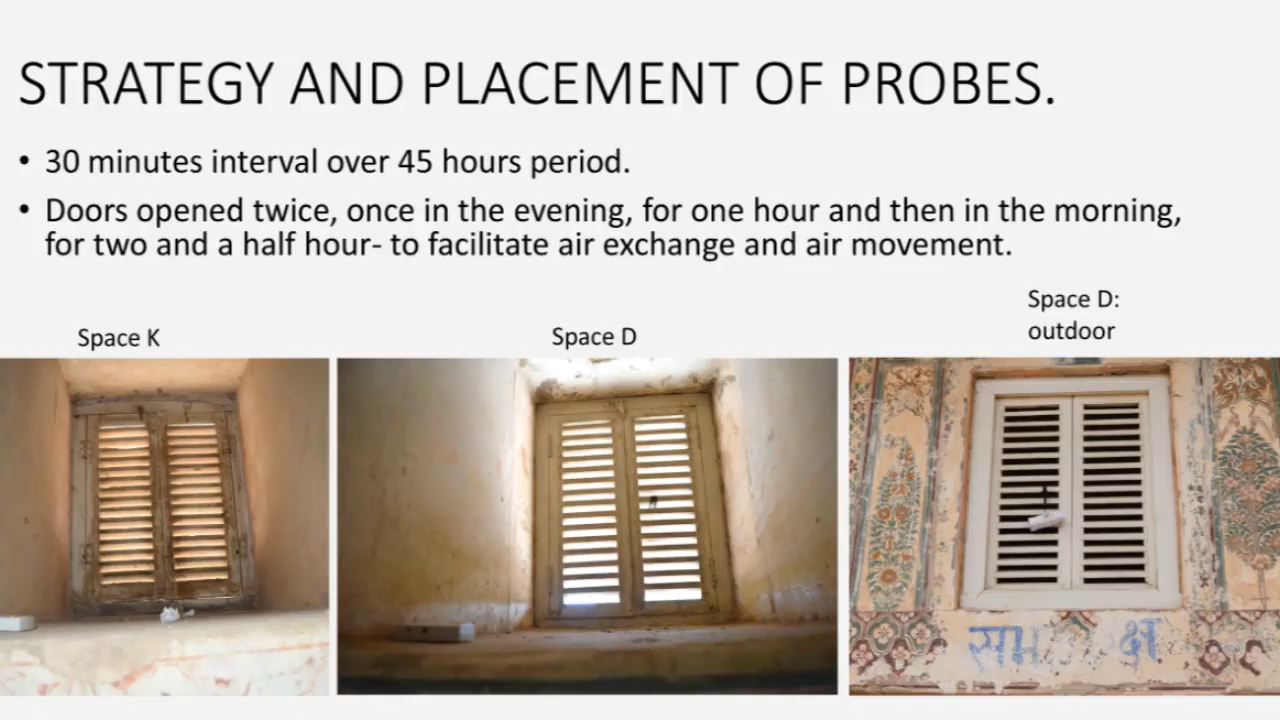 STRATEGY AND PLACEMENT OF PROBES.
• 30 minutes interval over 45 hours period.
• Doors opened twice, once in the evening, for one hour and then in the morning,
for two and a half hour- to facilitate air exchange and air movement.
Space K
Space D
Space D:
outdoor